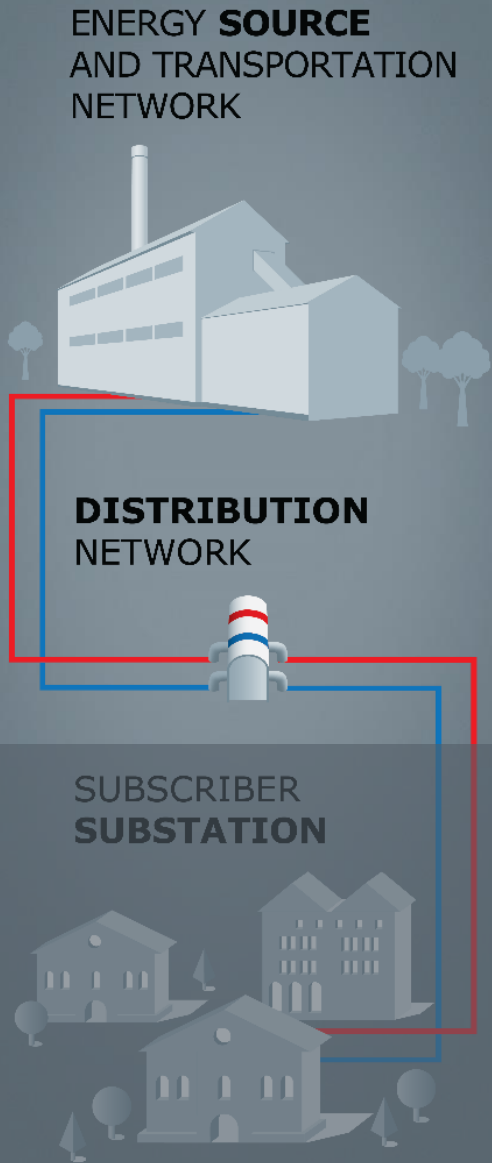 ENERGY SOURCE
AND TRANSPORTATION
NETWORK
DISTRIBUTION
NETWORK
SUBSCRIBER
SUBSTATION